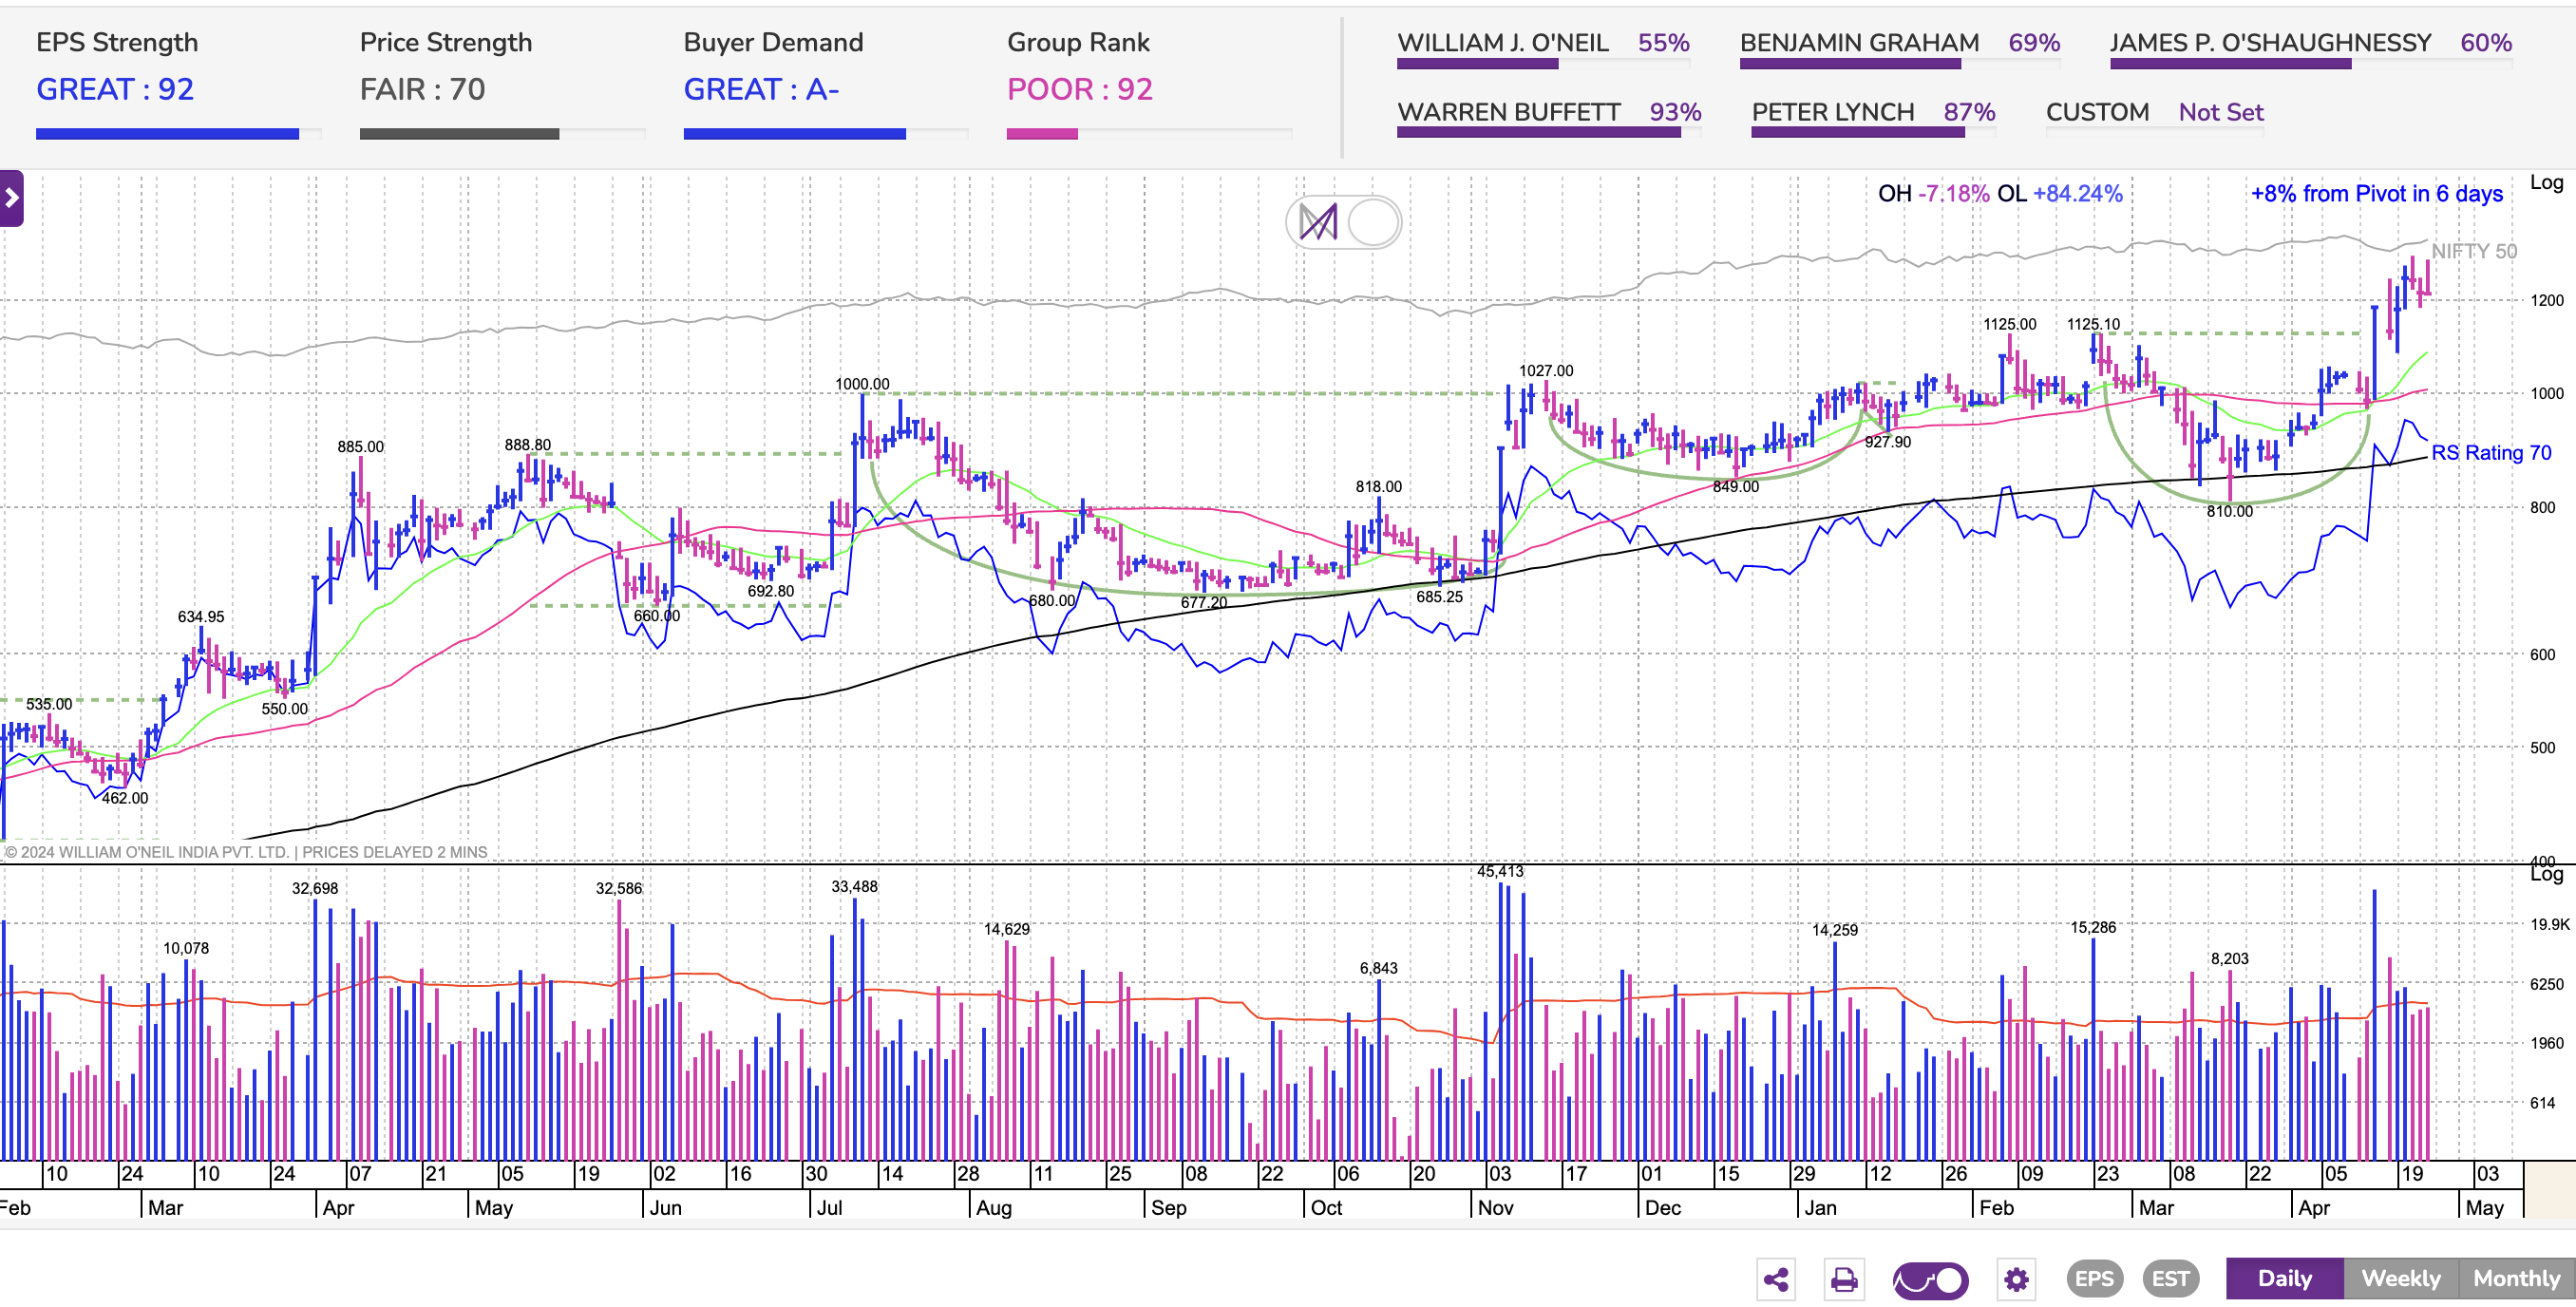 EPS Strength
GREAT : 92
Price Strength
FAIR : 70
Buyer Demand
GREAT : A-
Group Rank
POOR : 92
WILLIAM J. O'NEIL 55%
BENJAMIN GRAHAM 69%
JAMES P. O'SHAUGHNESSY 60%
WARREN BUFFETT 93%
PETER LYNCH 87%
CUSTOM Not Set
OH -7.18% OL +84.24%
+8% from Pivot in 6 days
Log
NIFTY 50
1200
1125.00
1125.10
1027.00
1000.00
1000
885.00
888.80
927.90
RS Rating 70
818.00
849.00
810.00
800
692.80
680.00
677.20
685.25
634.95
660.00
600
535.00
550.00
500
462.00
© 2024 WILLIAM O'NEIL INDIA PVT. LTD. | PRICES DELAYED 2 MINS
400
Log
45,413
32,698
32,586
33,488
19.9K
14,629
14,259
15,286
10,078
6,843
8,203
6250
1960
614
10 24 10 24 07 21 05 19 02 16 30 14 28 11 25 08 22 06 20 03 17 01 15 29 12 26 09 23 08 22 05 19 03
Feb Mar Apr May Jun Jul Aug Sep Oct Nov Dec Jan Feb Mar Apr May
EPS EST Daily Weekly Monthly